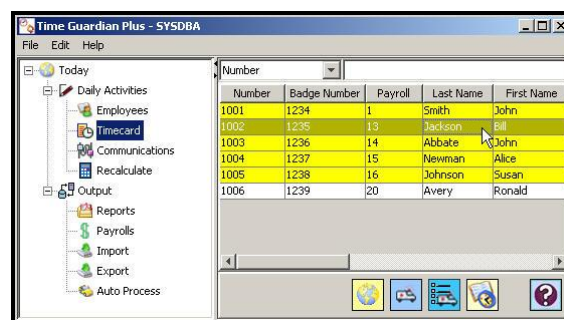 Time Guardian Plus - SYSDBA
File Edit Help
Today
Daily Activities
Employees
Timecard
Communications
Recalculate
Output
Reports
Payrolls
Import
Export
Auto Process
Number
Number Badge Number Payroll Last Name First Name
1001 1234 1 Smith John
1002 1235 13 Jackson Bill
1003 1236 14 Abbate John
1004 1237 15 Newman Alice
1005 1238 16 Johnson Susan
1006 1239 20 Avery Ronald
?